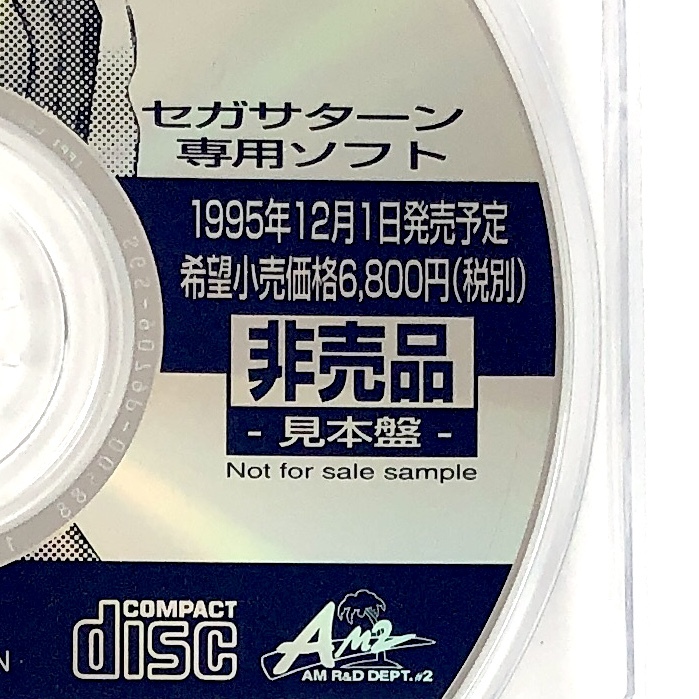 セガサターン
専用ソフト
1995年12月1日発売予定
希望小売価格6,800円(税別)
非売品
- 見本盤 -
Not for sale sample
COMPACT
disc
AM2
AM R&D DEPT.#2
N